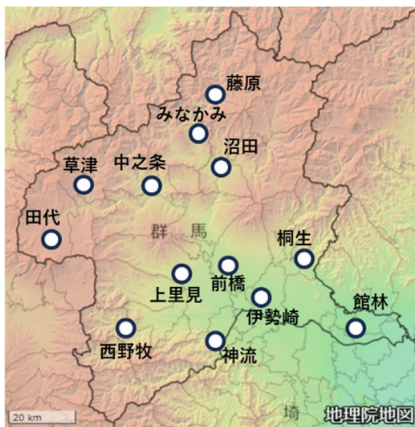 藤原
みなかみ
沼田
草津
中之条
田代
群馬
桐生
上里見
前橋
伊勢崎
館林
西野牧
神流
埼
20 km
地理院地図